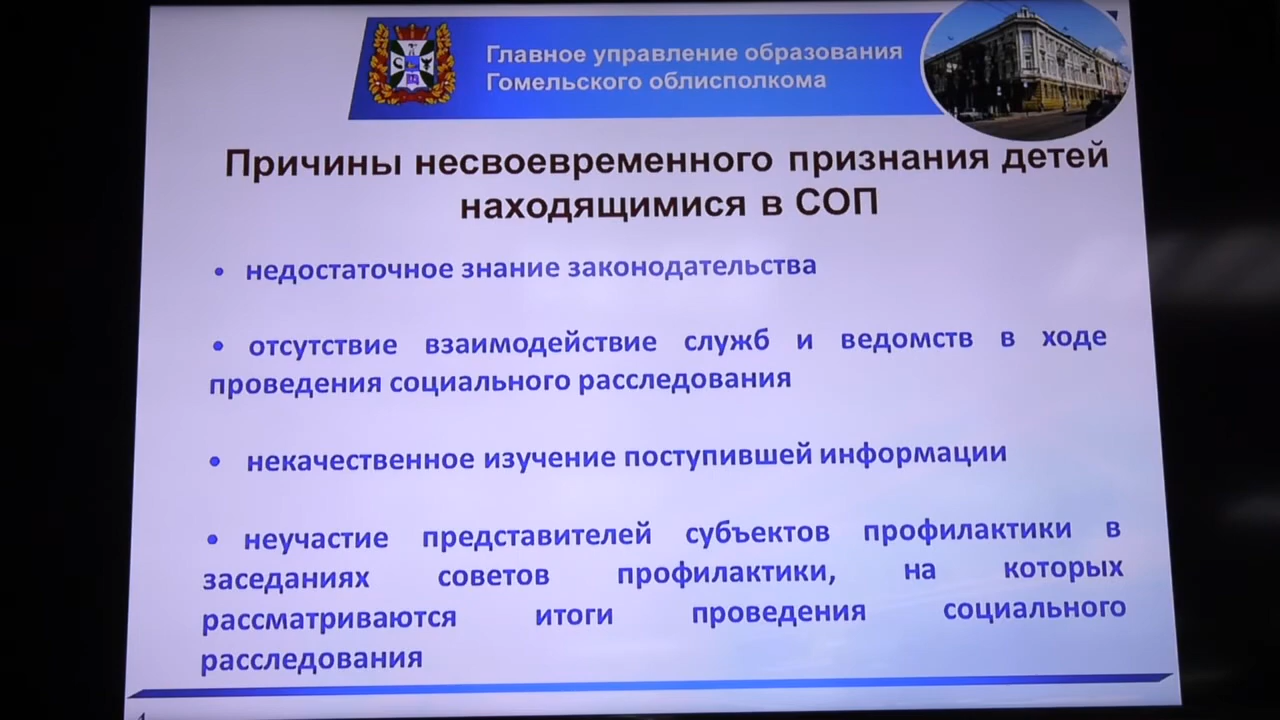 Главное управление образования
Гомельского облисполкома
Причины несвоевременного признания детей
находящимися в СОП
• недостаточное знание законодательства
• отсутствие взаимодействие служб и ведомств в ходе
проведения социального расследования
• некачественное изучение поступившей информации
• неучастие представителей субъектов профилактики в
заседаниях советов профилактики, на которых
рассматриваются итоги проведения социального
расследования